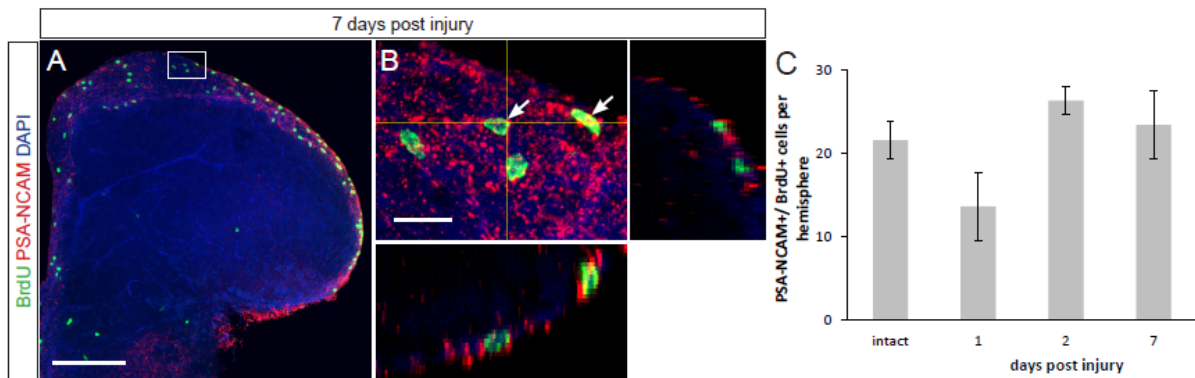 7 days post injury
BrdU PSA-NCAM DAPI
A
B
C
PSA-NCAM+/ BrdU+ cells per
hemisphere
30
20
10
0
intact 1 2 7
days post injury